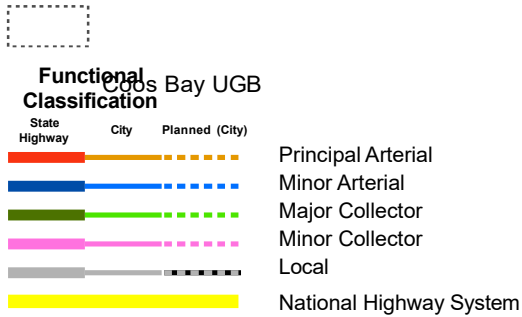 Coos Bay UGB
Functional
Classification
State
Highway
City
Planned (City)
Principal Arterial
Minor Arterial
Major Collector
Minor Collector
Local
National Highway System